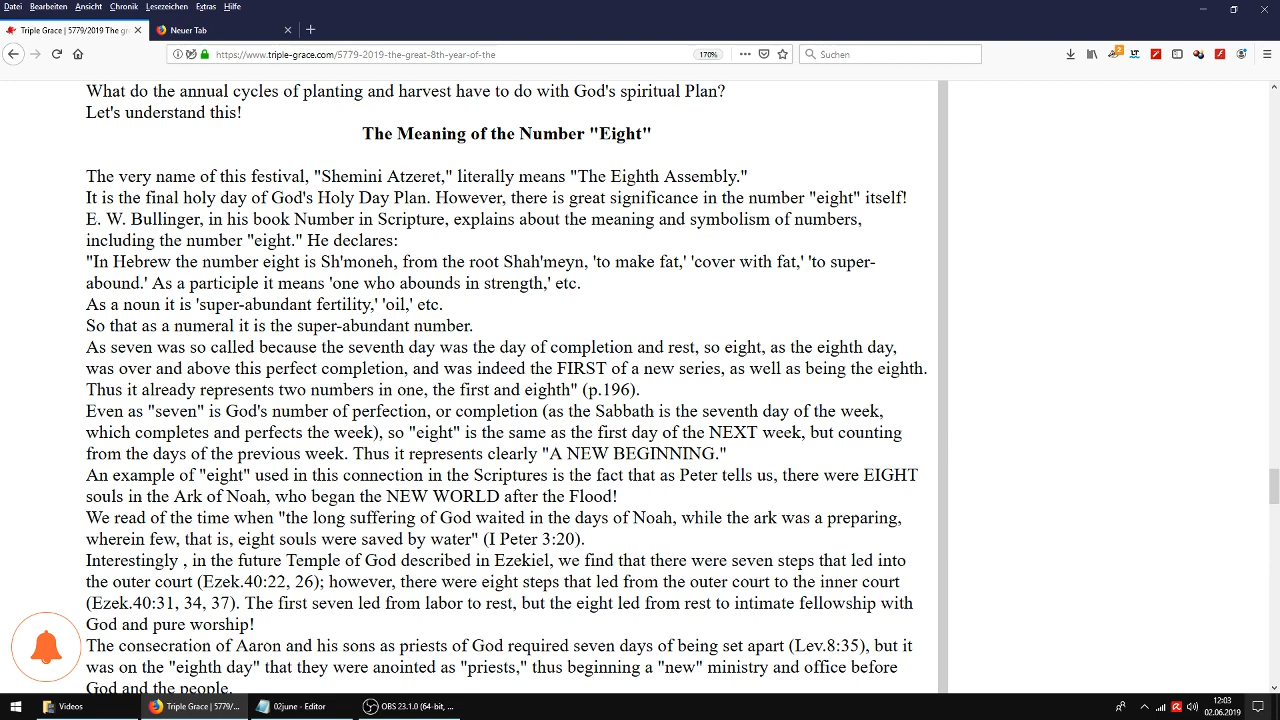 Datei Bearbeiten Ansicht Chronik Lesezeichen Extras Hilfe
Triple Grace | 5779/2019 The gr
Neuer Tab
https://www.triple-grace.com/5779-2019-the-great-8th-year-of-the
170%
Suchen
2
What do the annual cycles of planting and harvest have to do with God's spiritual Plan?
Let's understand this!
The Meaning of the Number "Eight"
The very name of this festival, "Shemini Atzeret," literally means "The Eighth Assembly."
It is the final holy day of God's Holy Day Plan. However, there is great significance in the number "eight" itself!
E. W. Bullinger, in his book Number in Scripture, explains about the meaning and symbolism of numbers,
including the number "eight." He declares:
"In Hebrew the number eight is Sh'moneh, from the root Shah'meyn, 'to make fat,' 'cover with fat,' 'to super-
abound.' As a participle it means 'one who abounds in strength,' etc.
As a noun it is 'super-abundant fertility,' 'oil,' etc.
So that as a numeral it is the super-abundant number.
As seven was so called because the seventh day was the day of completion and rest, so eight, as the eighth day,
was over and above this perfect completion, and was indeed the FIRST of a new series, as well as being the eighth.
Thus it already represents two numbers in one, the first and eighth" (p.196).
Even as "seven" is God's number of perfection, or completion (as the Sabbath is the seventh day of the week,
which completes and perfects the week), so "eight" is the same as the first day of the NEXT week, but counting
from the days of the previous week. Thus it represents clearly "A NEW BEGINNING."
An example of "eight" used in this connection in the Scriptures is the fact that as Peter tells us, there were EIGHT
souls in the Ark of Noah, who began the NEW WORLD after the Flood!
We read of the time when "the long suffering of God waited in the days of Noah, while the ark was a preparing,
wherein few, that is, eight souls were saved by water" (I Peter 3:20).
Interestingly , in the future Temple of God described in Ezekiel, we find that there were seven steps that led into
the outer court (Ezek.40:22, 26); however, there were eight steps that led from the outer court to the inner court
(Ezek.40:31, 34, 37). The first seven led from labor to rest, but the eight led from rest to intimate fellowship with
God and pure worship!
The consecration of Aaron and his sons as priests of God required seven days of being set apart (Lev.8:35), but it
was on the "eighth day" that they were anointed as "priests," thus beginning a "new" ministry and office before
God and the people.
Videos
Triple Grace | 5779/...
02june - Editor
OBS 23.1.0 (64-bit, ...
12:03
02.06.2019